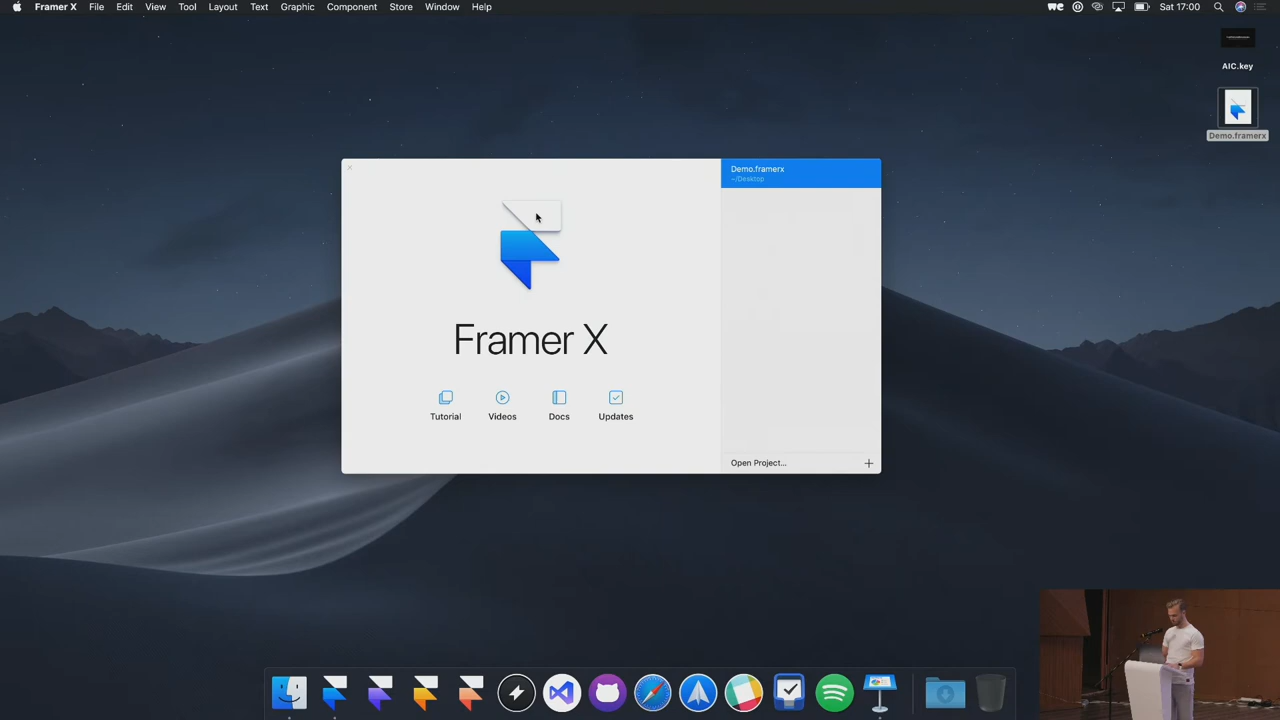 Framer X File Edit View Tool Layout Text Graphic Component Store Window Help Sat 17:00
AIC.key
Demo.framerx
Demo.framerx
~/Desktop
Framer X
Tutorial Videos Docs Updates
Open Project...